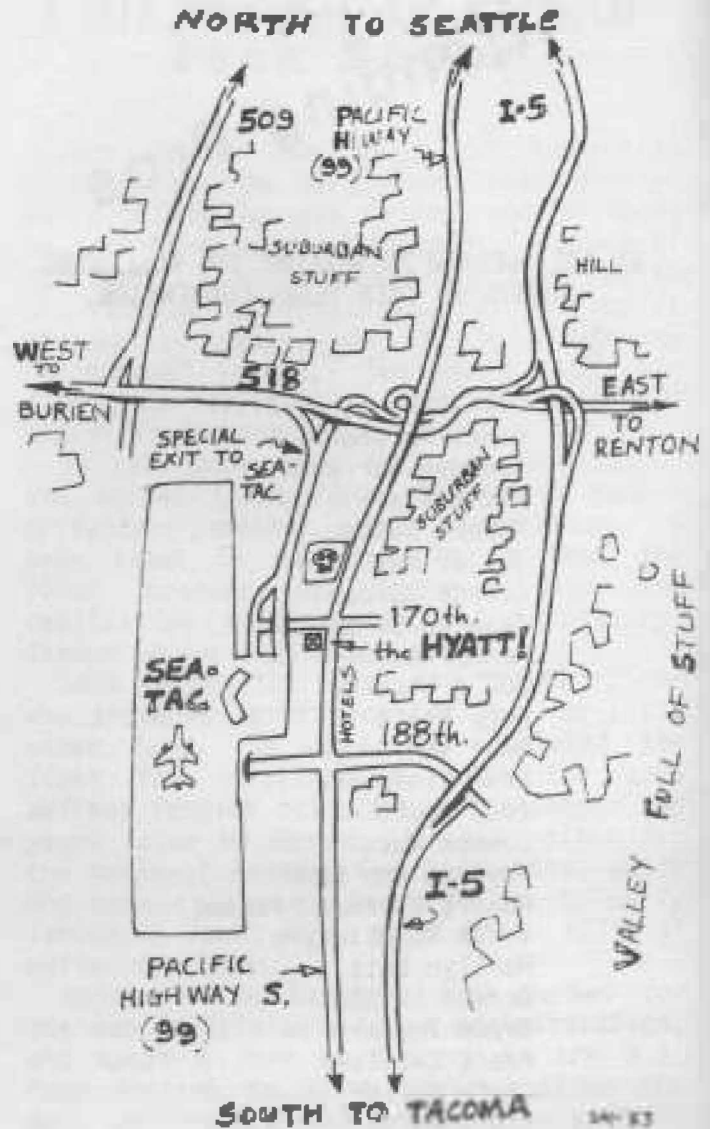 NORTH TO SEATTLE
509
PACIFIC
HIWAY
(99)
I-5
SUBURBAN
STUFF
HILL
WEST
TO
BURIEN
518
EAST
TO
RENTON
SPECIAL
EXIT TO
SEA-
TAC
SUBURBAN
STUFF
170th.
the HYATT!
SEA-
TAC
HOTELS
188th.
VALLEY FULL OF STUFF
I-5
PACIFIC
HIGHWAY S.
(99)
SOUTH TO TACOMA